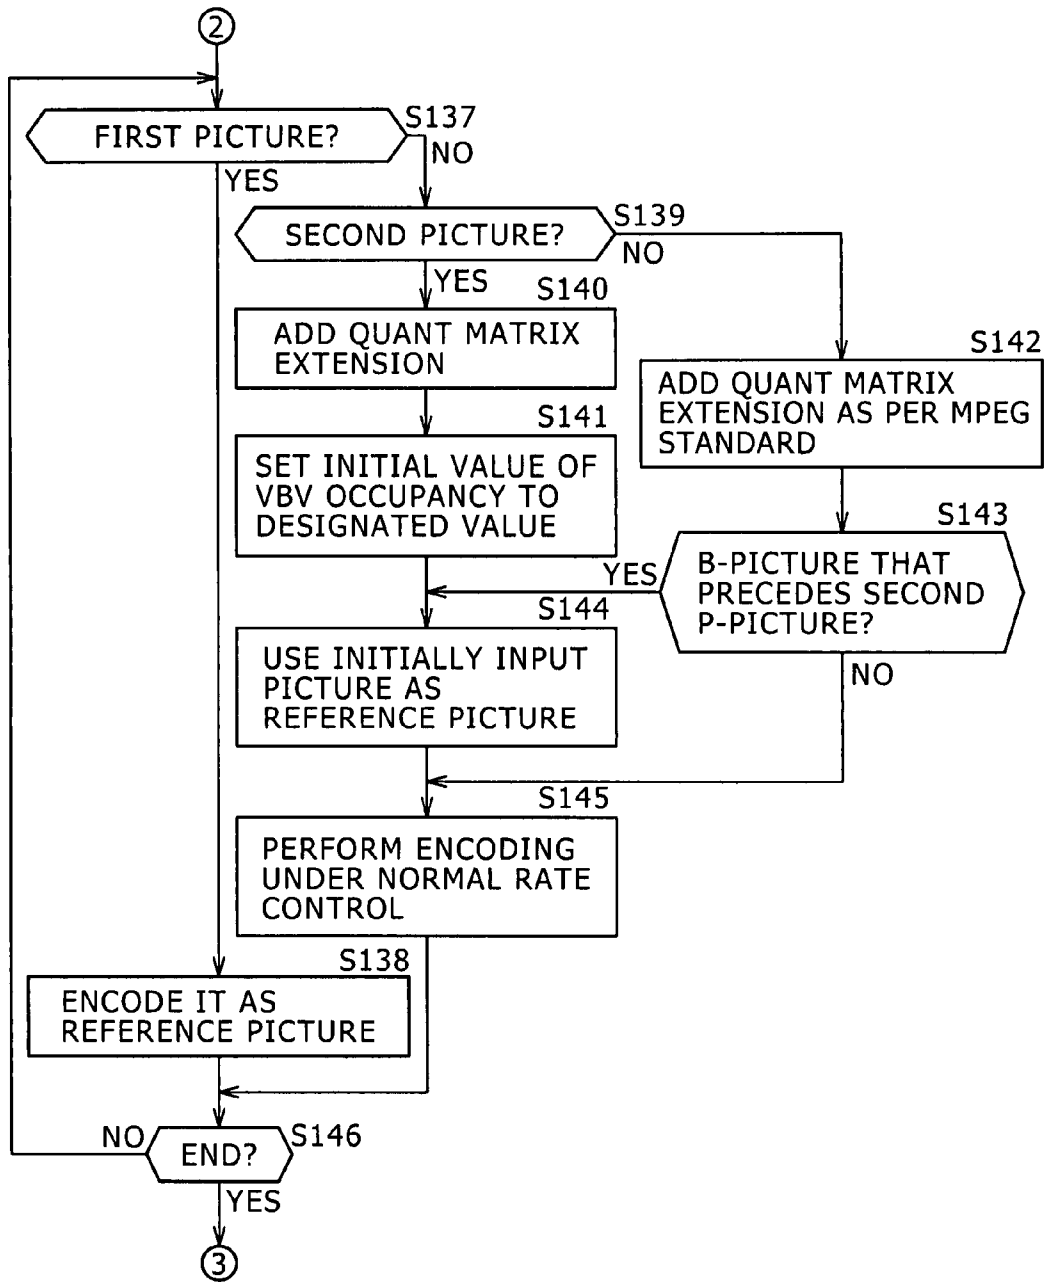 2
S137
FIRST PICTURE?
NO
YES
S139
SECOND PICTURE?
NO
YES
S140
ADD QUANT MATRIX
EXTENSION
S142
ADD QUANT MATRIX
EXTENSION AS PER MPEG
STANDARD
S141
SET INITIAL VALUE OF
VBV OCCUPANCY TO
DESIGNATED VALUE
S143
B-PICTURE THAT
PRECEDES SECOND
P-PICTURE?
YES
NO
S144
USE INITIALLY INPUT
PICTURE AS
REFERENCE PICTURE
S145
PERFORM ENCODING
UNDER NORMAL RATE
CONTROL
S138
ENCODE IT AS
REFERENCE PICTURE
NO
S146
END?
YES
3